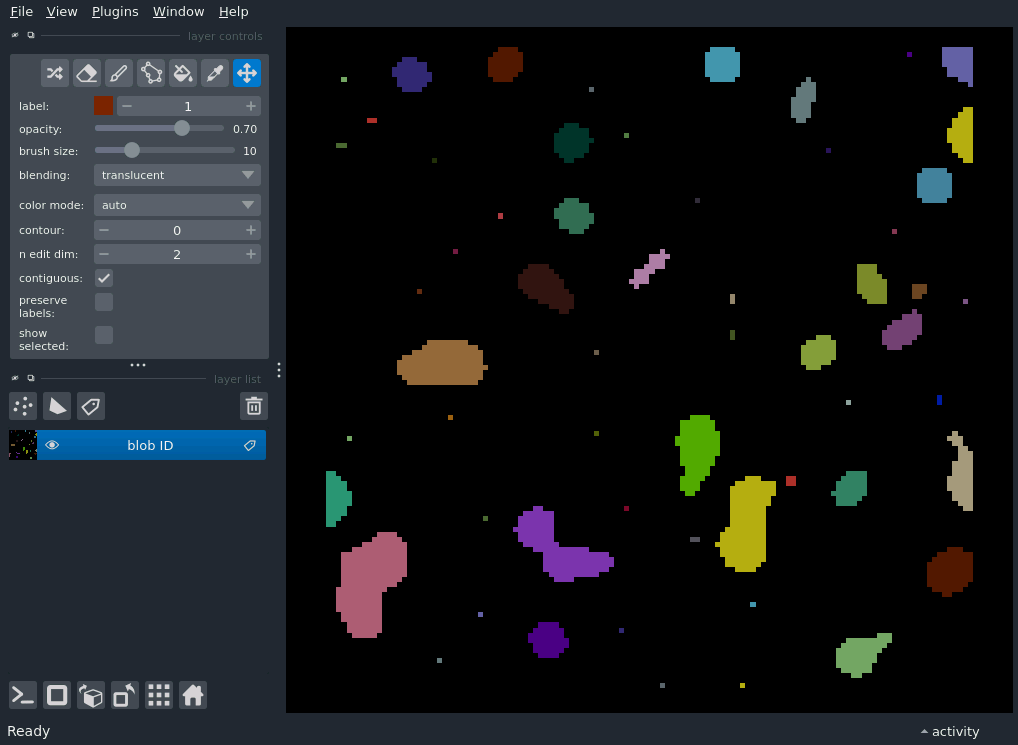 File View Plugins Window Help
layer controls
label: 1
opacity: 0.70
brush size: 10
blending: translucent
color mode: auto
contour: 0
n edit dim: 2
contiguous:
preserve
labels:
show
selected:
layer list
blob ID
Ready
activity